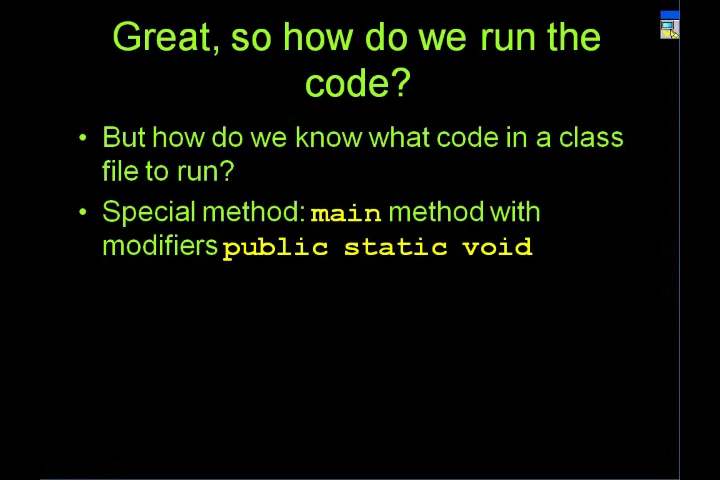 Great, so how do we run the
code?
• But how do we know what code in a class
file to run?
• Special method: main method with
modifiers public static void